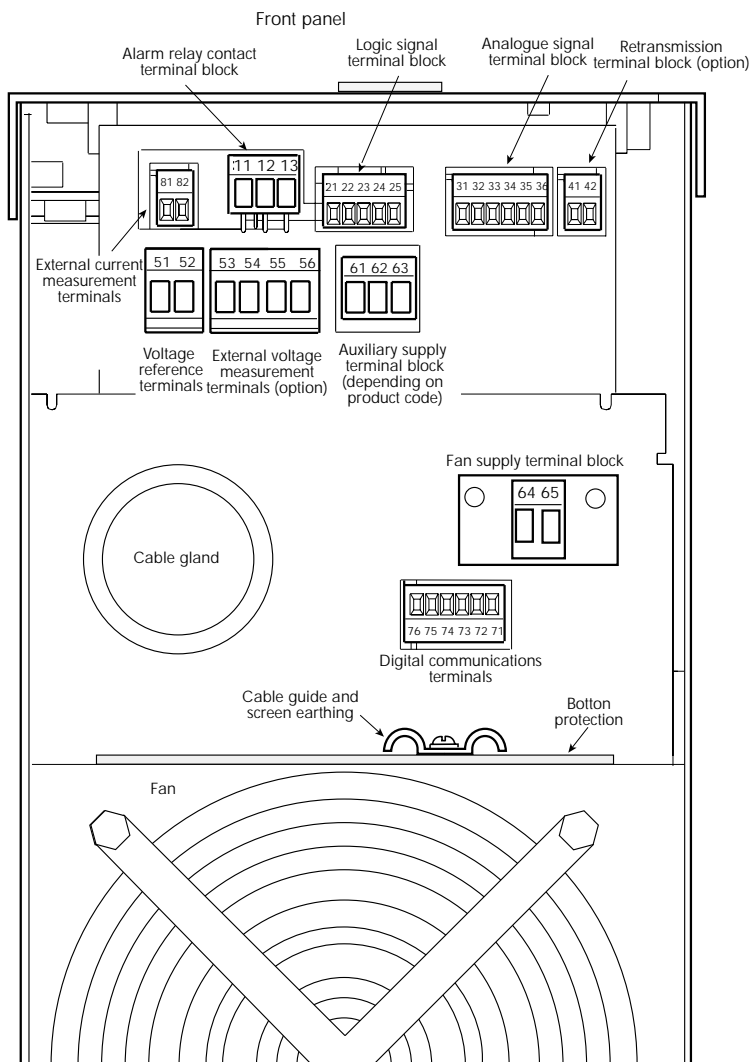 Front panel
Alarm relay contact
terminal block
Logic signal
terminal block
Analogue signal
terminal block
Retransmission
terminal block (option)
81 82
11 12 13
21 22 23 24 25
31 32 33 34 35 36
41 42
External current
measurement
terminals
51 52
53 54 55 56
61 62 63
Voltage
reference
terminals
External voltage
measurement
terminals (option)
Auxiliary supply
terminal block
(depending on
product code)
Fan supply terminal block
64 65
Cable gland
76 75 74 73 72 71
Digital communications
terminals
Cable guide and
screen earthing
Botton
protection
Fan